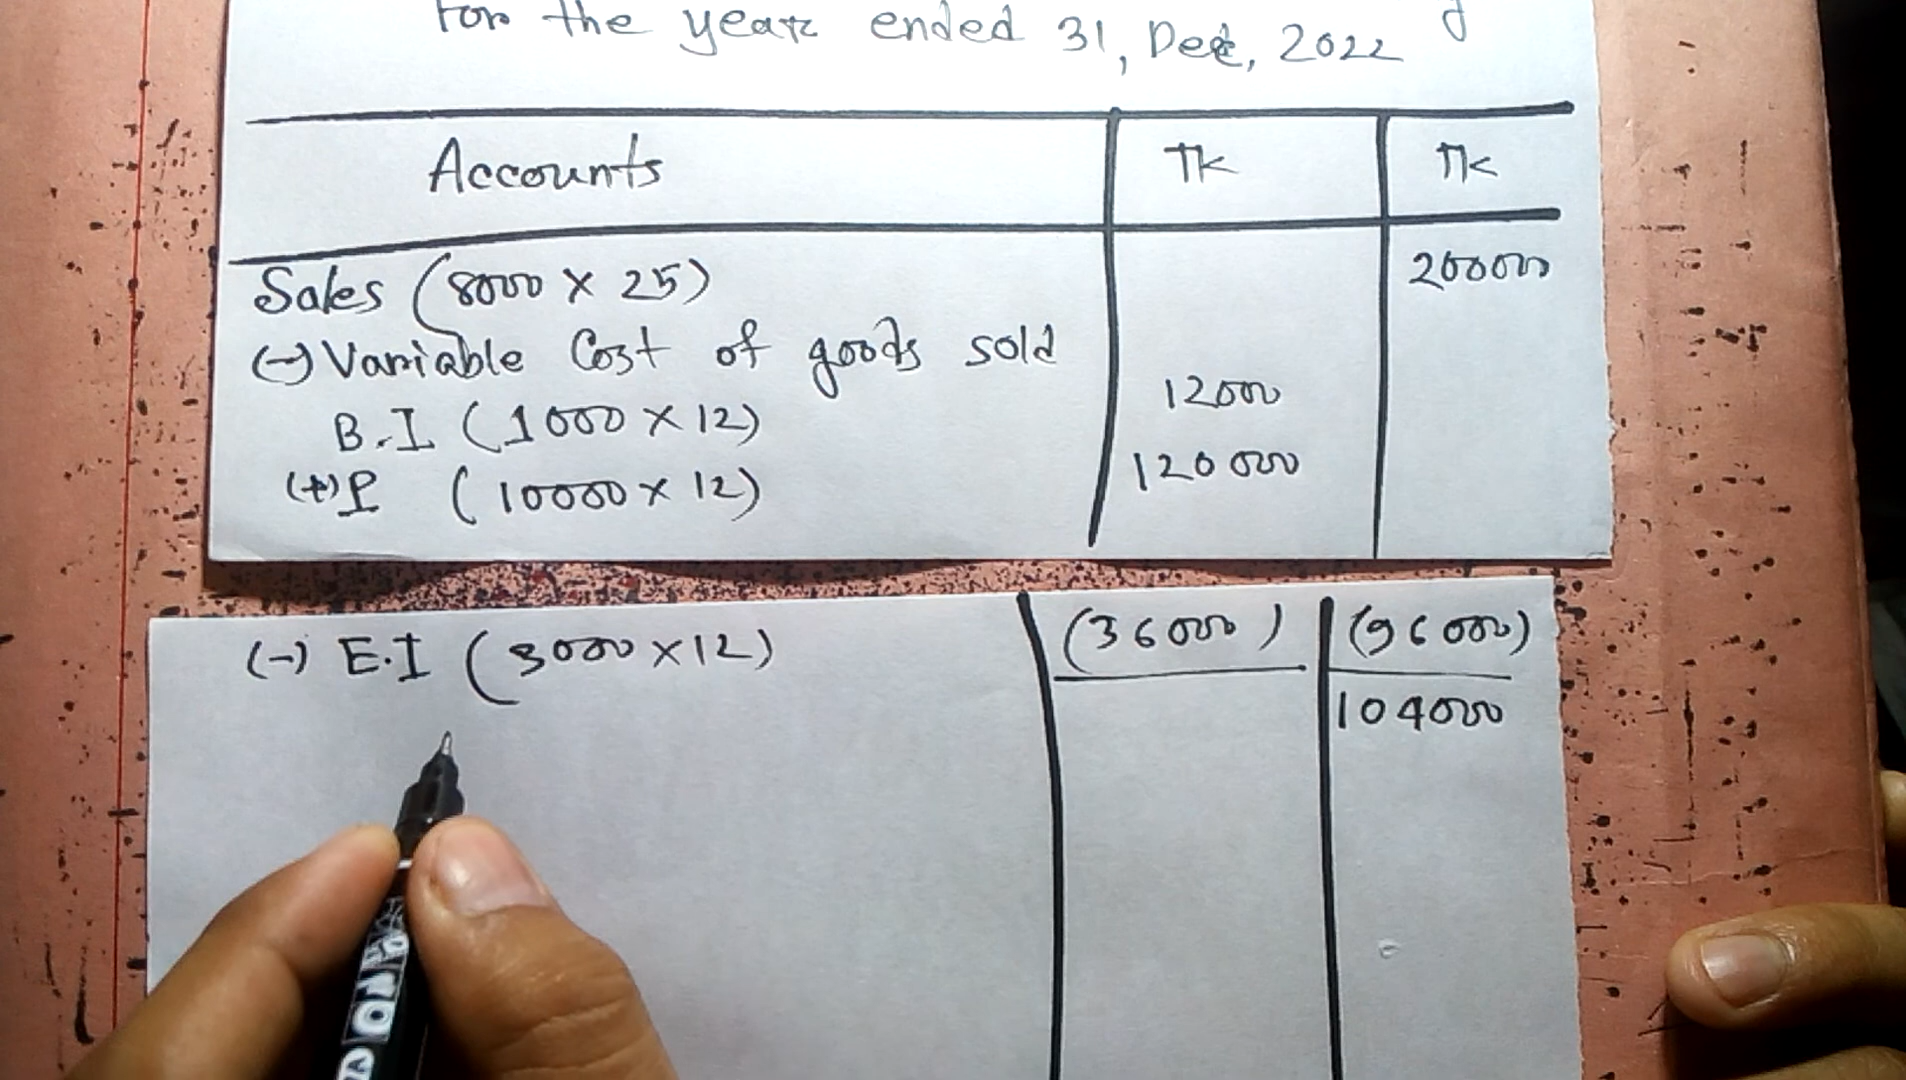 For the year ended 31, Dec, 2022
Accounts TK TK
Sales (8000 × 25) 200000
(-) Variable Cost of goods sold
B.I (1000 × 12) 12000
(+) P (10000 × 12) 120000
(-) E.I (3000 × 12) (36000) (96000)
104000